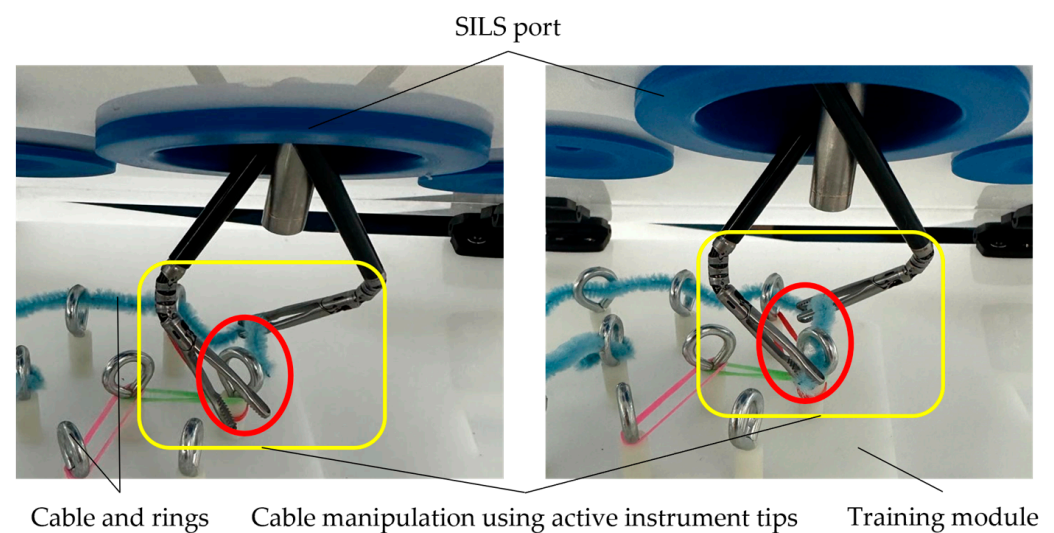 SILS port
Cable and rings
Cable manipulation using active instrument tips
Training module